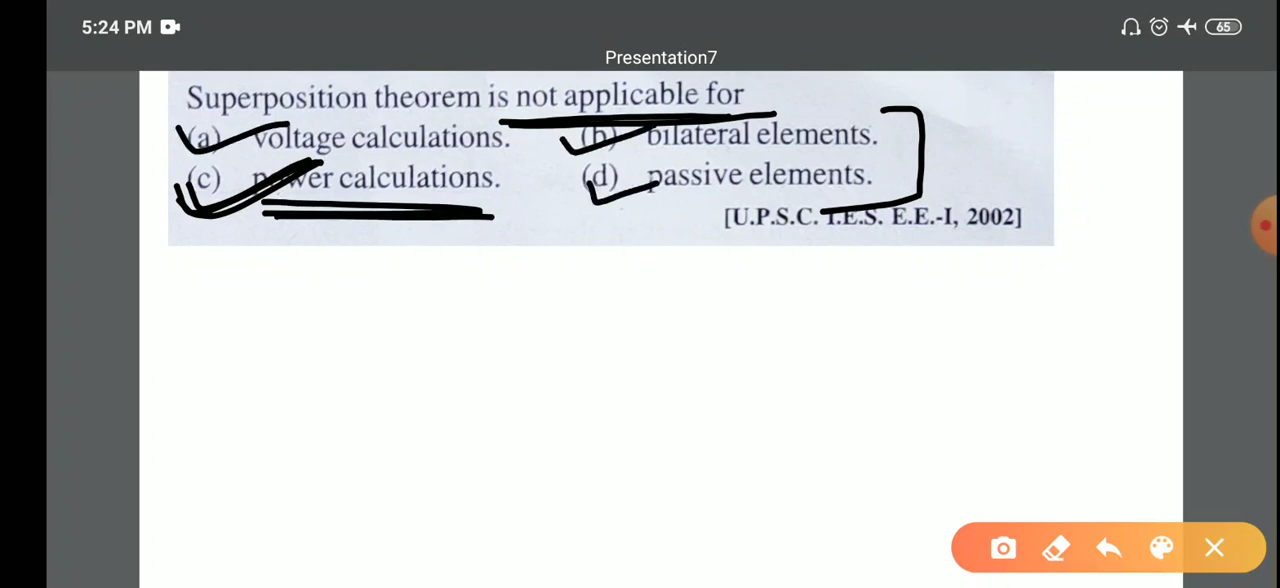 5:24 PM
65
Presentation7
Superposition theorem is not applicable for
(a) voltage calculations. (b) bilateral elements.
(c) power calculations. (d) passive elements.
[U.P.S.C. I.E.S. E.E.-I, 2002]